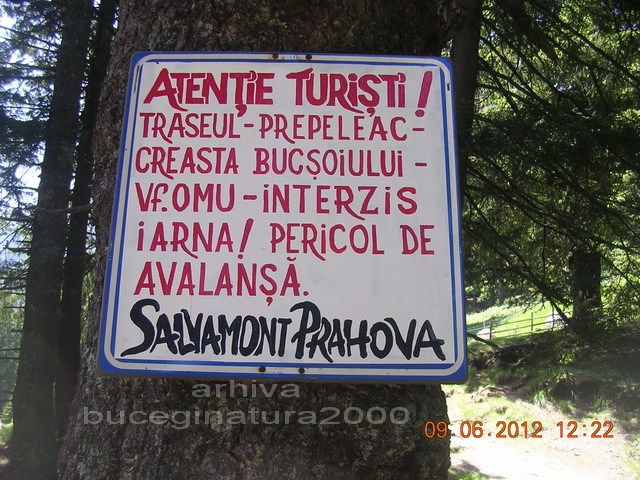 ATENȚIE TURIȘTI!
TRASEUL-PREPELEAC-
CREASTA BUCȘOIULUI-
VF.OMU-INTERZIS
IARNA! PERICOL DE
AVALANȘĂ.
SALVAMONT PRAHOVA
arhiva
buceginatura2000
09.06.2012 12:22